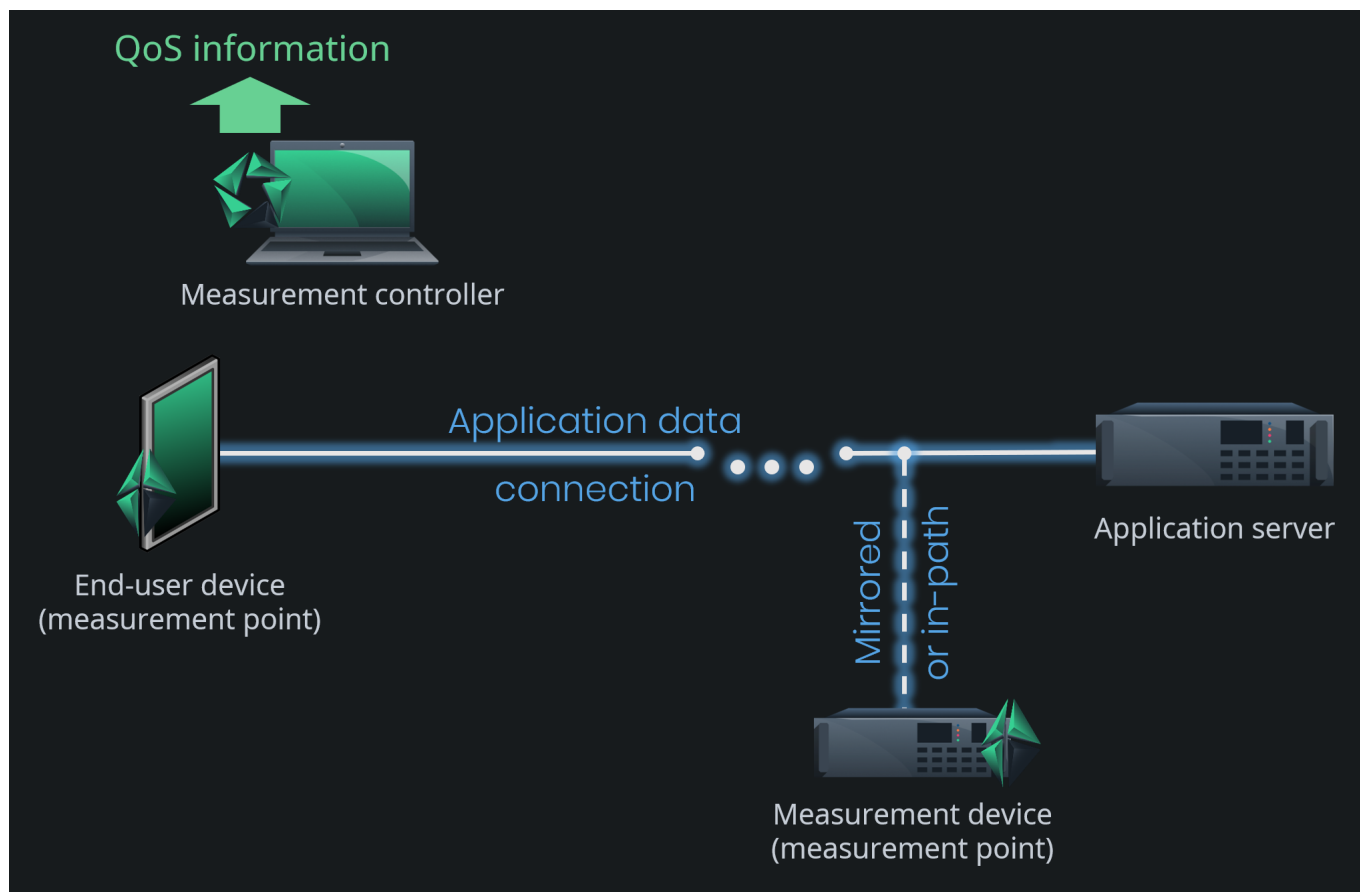 QoS information
Measurement controller
Application data
connection
Mirrored
or in-path
Application server
End-user device
(measurement point)
Measurement device
(measurement point)